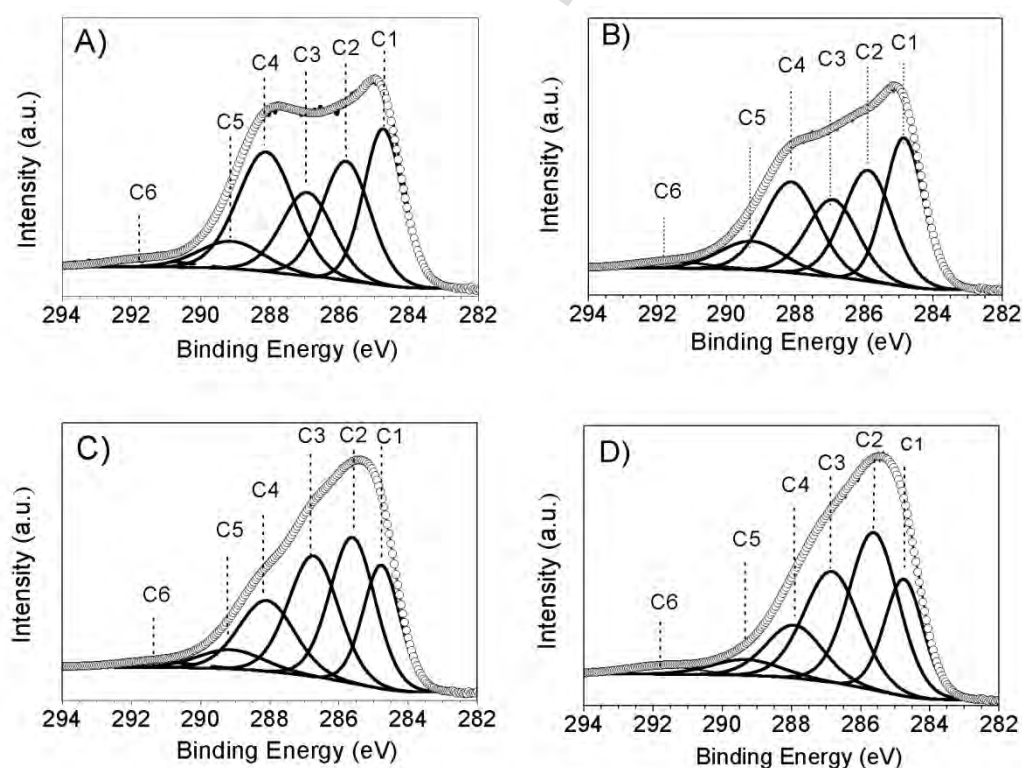 A)
C1
C2
C3
C4
C5
C6
Intensity (a.u.)
294 292 290 288 286 284 282
Binding Energy (eV)
B)
C1
C2
C3
C4
C5
C6
Intensity (a.u.)
294 292 290 288 286 284 282
Binding Energy (eV)
C)
C3 C2 C1
C4
C5
C6
Intensity (a.u.)
294 292 290 288 286 284 282
Binding Energy (eV)
D)
C2 C1
C3
C4
C5
C6
Intensity (a.u.)
294 292 290 288 286 284 282
Binding Energy (eV)